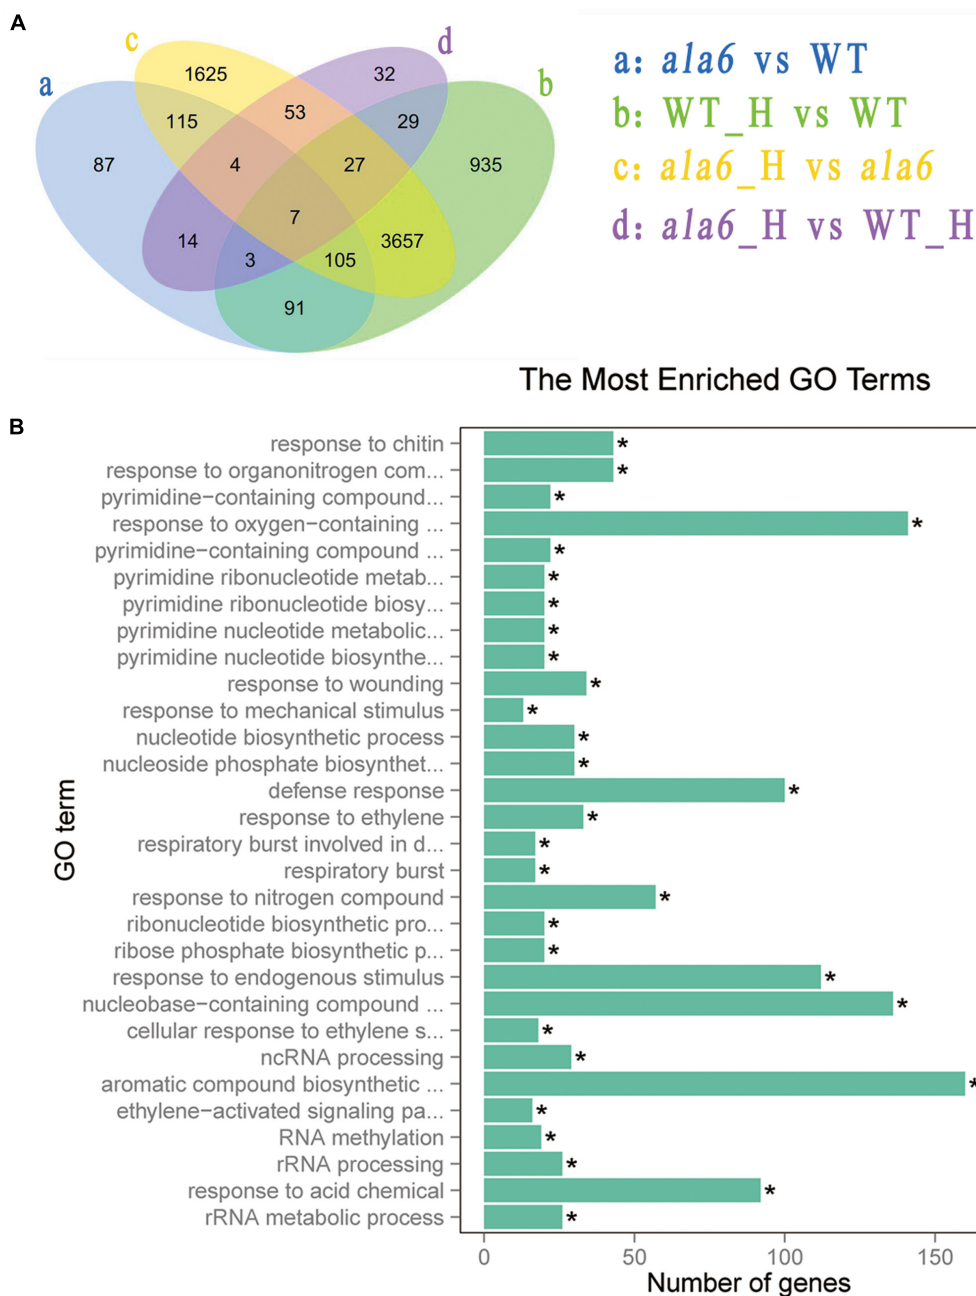 A
a
c
d
b
1625
32
115
53
29
87
4
27
935
7
14
3
105
3657
91
a: ala6 vs WT
b: WT_H vs WT
c: ala6_H vs ala6
d: ala6_H vs WT_H
The Most Enriched GO Terms
B
GO term
response to chitin *
response to organonitrogen com... *
pyrimidine−containing compound... *
response to oxygen−containing ... *
pyrimidine−containing compound ... *
pyrimidine ribonucleotide metab... *
pyrimidine ribonucleotide biosy... *
pyrimidine nucleotide metabolic... *
pyrimidine nucleotide biosynthe... *
response to wounding *
response to mechanical stimulus *
nucleotide biosynthetic process *
nucleoside phosphate biosynthet... *
defense response *
response to ethylene *
respiratory burst involved in d... *
respiratory burst *
response to nitrogen compound *
ribonucleotide biosynthetic pro... *
ribose phosphate biosynthetic p... *
response to endogenous stimulus *
nucleobase−containing compound ... *
cellular response to ethylene s... *
ncRNA processing *
aromatic compound biosynthetic ... *
ethylene−activated signaling pa... *
RNA methylation *
rRNA processing *
response to acid chemical *
rRNA metabolic process *
0 50 100 150
Number of genes